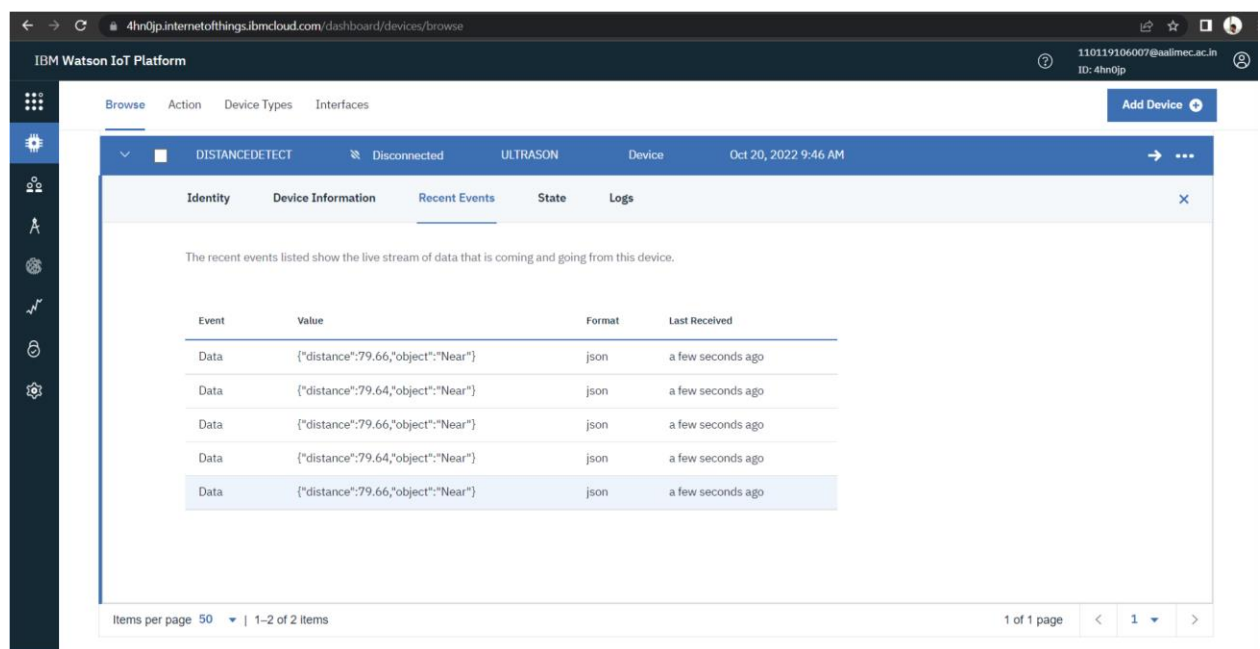 4hn0jp.internetofthings.ibmcloud.com/dashboard/devices/browse
IBM Watson IoT Platform
110119106007@aalimec.ac.in
ID: 4hn0jp
Browse Action Device Types Interfaces
Add Device
DISTANCEDETECT Disconnected ULTRASON Device Oct 20, 2022 9:46 AM
Identity Device Information Recent Events State Logs
The recent events listed show the live stream of data that is coming and going from this device.
Event Value Format Last Received
Data {"distance":79.66,"object":"Near"} json a few seconds ago
Data {"distance":79.64,"object":"Near"} json a few seconds ago
Data {"distance":79.66,"object":"Near"} json a few seconds ago
Data {"distance":79.64,"object":"Near"} json a few seconds ago
Data {"distance":79.66,"object":"Near"} json a few seconds ago
Items per page 50 | 1–2 of 2 items 1 of 1 page < 1 >